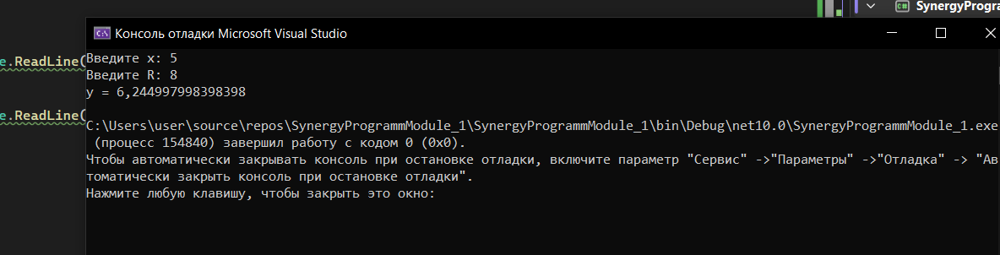 SynergyProgra
Консоль отладки Microsoft Visual Studio
e.ReadLine(
e.ReadLine(
Введите x: 5
Введите R: 8
y = 6,244997998398398
C:\Users\user\source\repos\SynergyProgrammModule_1\SynergyProgrammModule_1\bin\Debug\net10.0\SynergyProgrammModule_1.exe
(процесс 154840) завершил работу с кодом 0 (0x0).
Чтобы автоматически закрывать консоль при остановке отладки, включите параметр "Сервис" ->"Параметры" ->"Отладка" -> "Ав
томатически закрыть консоль при остановке отладки".
Нажмите любую клавишу, чтобы закрыть это окно: